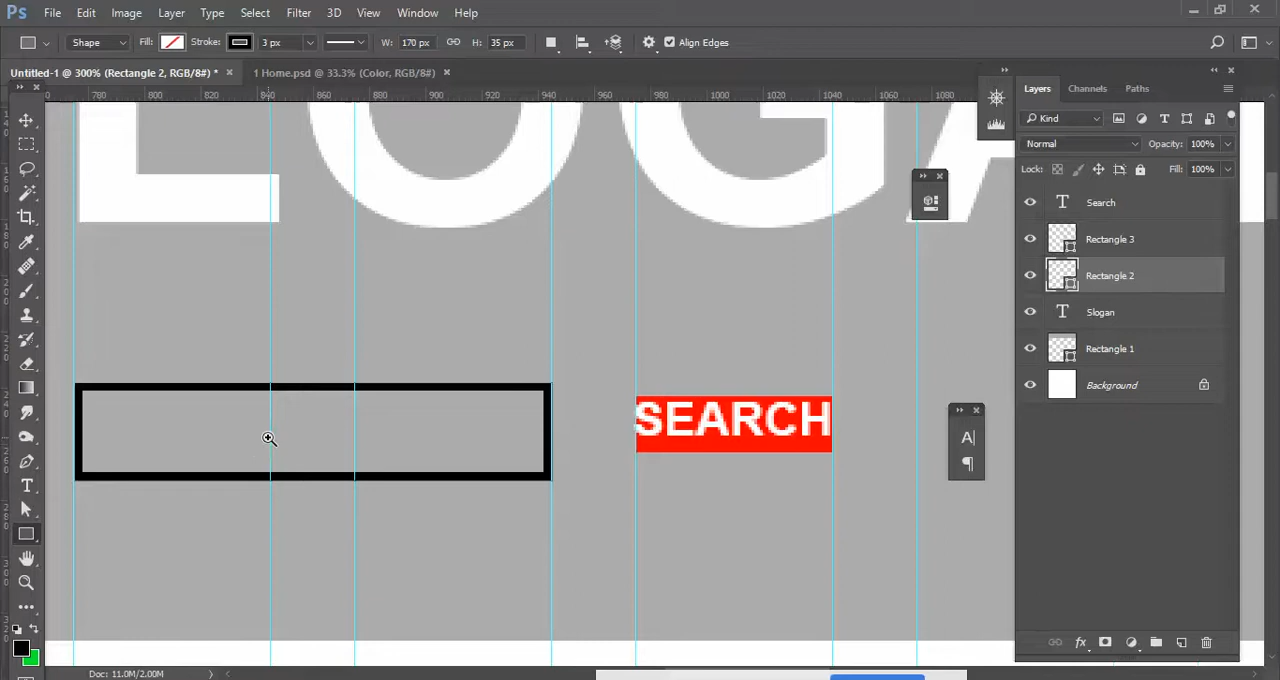 Ps File Edit Image Layer Type Select Filter 3D View Window Help
Shape Fill: Stroke: 3 px W: 170 px H: 35 px Align Edges
Untitled-1 @ 300% (Rectangle 2, RGB/8#) * × 1 Home.psd @ 33.3% (Color, RGB/8#) ×
780 800 820 840 860 880 900 920 940 960 980 1000 1020 1040 1060 1080
Layers Channels Paths
Kind
Normal Opacity: 100%
Lock: Fill: 100%
T Search
Rectangle 3
Rectangle 2
T Slogan
Rectangle 1
Background
LOGA
SEARCH
fx
Doc: 11.0M/2.00M